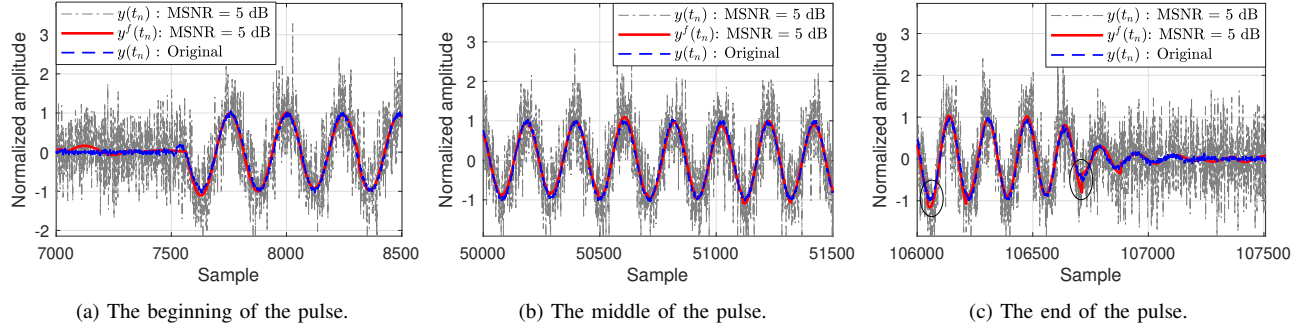 y(t_n) : MSNR = 5 dB
y^f(t_n): MSNR = 5 dB
y(t_n) : Original
Normalized amplitude
3
2
1
0
-1
-2
7000
7500
8000
8500
Sample
(a) The beginning of the pulse.
y(t_n) : MSNR = 5 dB
y^f(t_n): MSNR = 5 dB
y(t_n) : Original
Normalized amplitude
3
2
1
0
-1
50000
50500
51000
51500
Sample
(b) The middle of the pulse.
y(t_n) : MSNR = 5 dB
y^f(t_n): MSNR = 5 dB
y(t_n) : Original
Normalized amplitude
3
2
1
0
-1
106000
106500
107000
107500
Sample
(c) The end of the pulse.